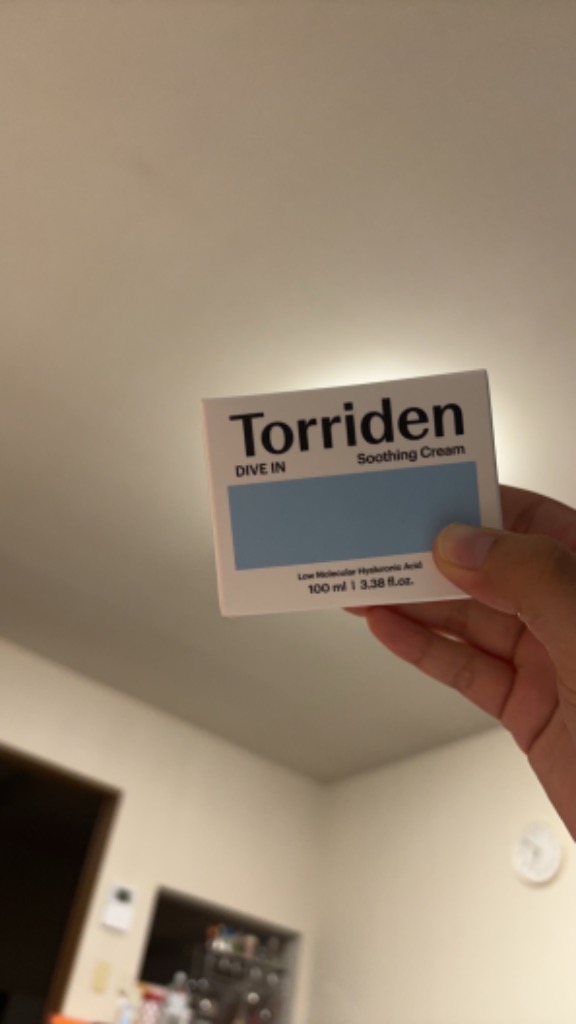 Torriden
DIVE IN Soothing Cream
Low Molecular Hyaluronic Acid
100 ml | 3.38 fl.oz.